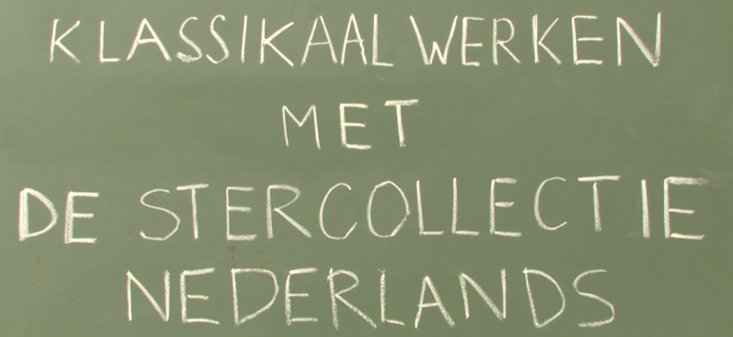 KLASSIKAAL WERKEN
MET
DE STERCOLLECTIE
NEDERLANDS